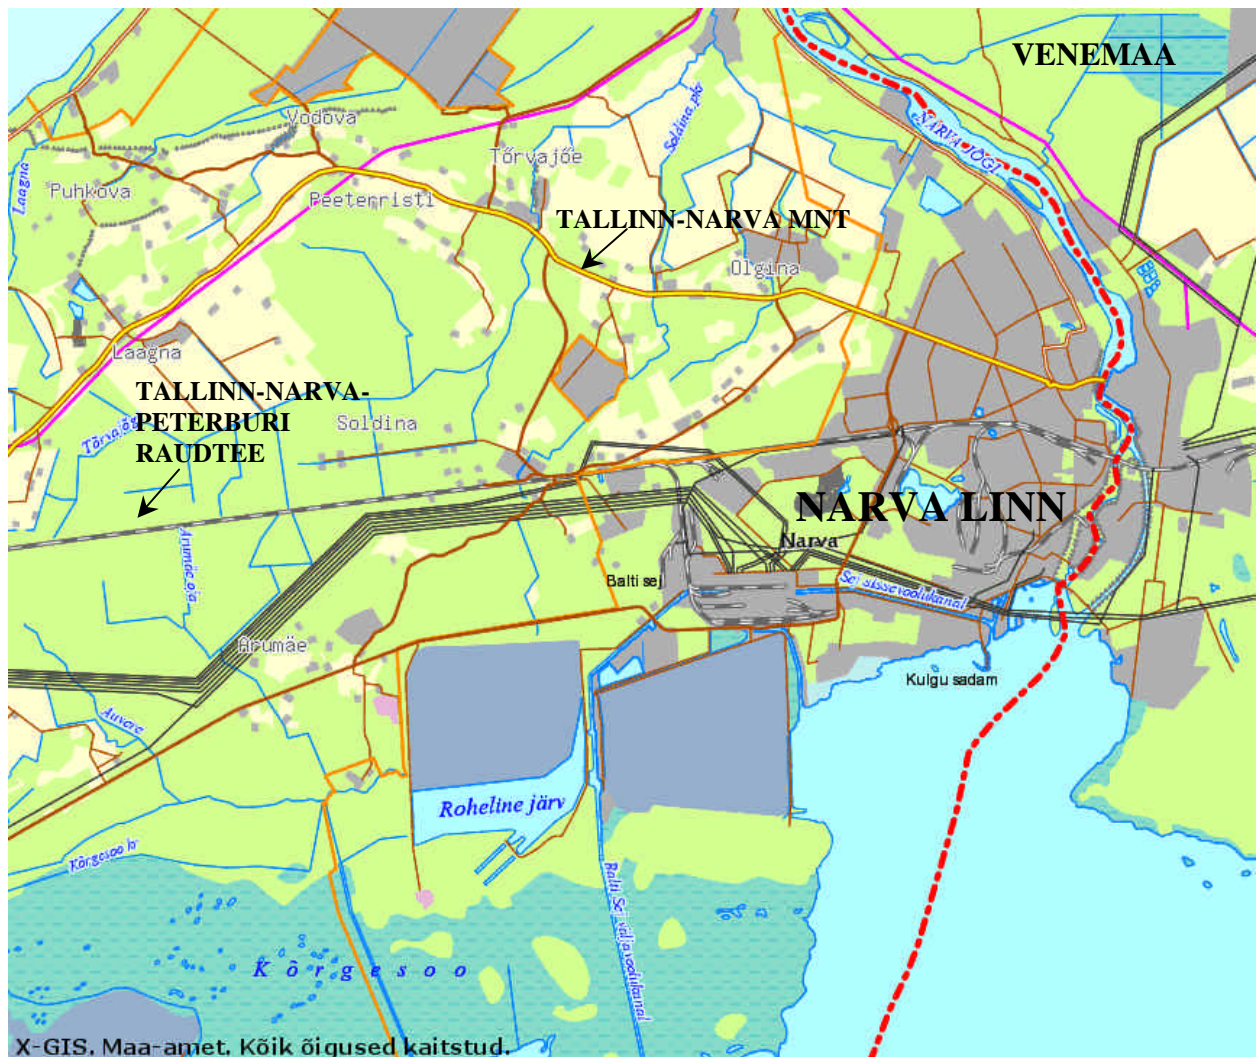 VENEMAA
Vodova
Soldina pkr
NARVA JÕGI
Tõrvajõe
Laagna
Puhkova
Peeterristi
TALLINN-NARVA MNT
Olgina
Laagna
TALLINN-NARVA-
PETERBURI
RAUDTEE
Soldina
NARVA LINN
Narva
Balti sej
Sej sissevoolukanal
Arumäe oja
Arumäe
Kulgu sadam
Auvere
Roheline järv
Kõrgesoo
Balti Sej väljavoolukanal
Kõrgesoo
X-GIS. Maa-amet. Kõik õigused kaitstud.